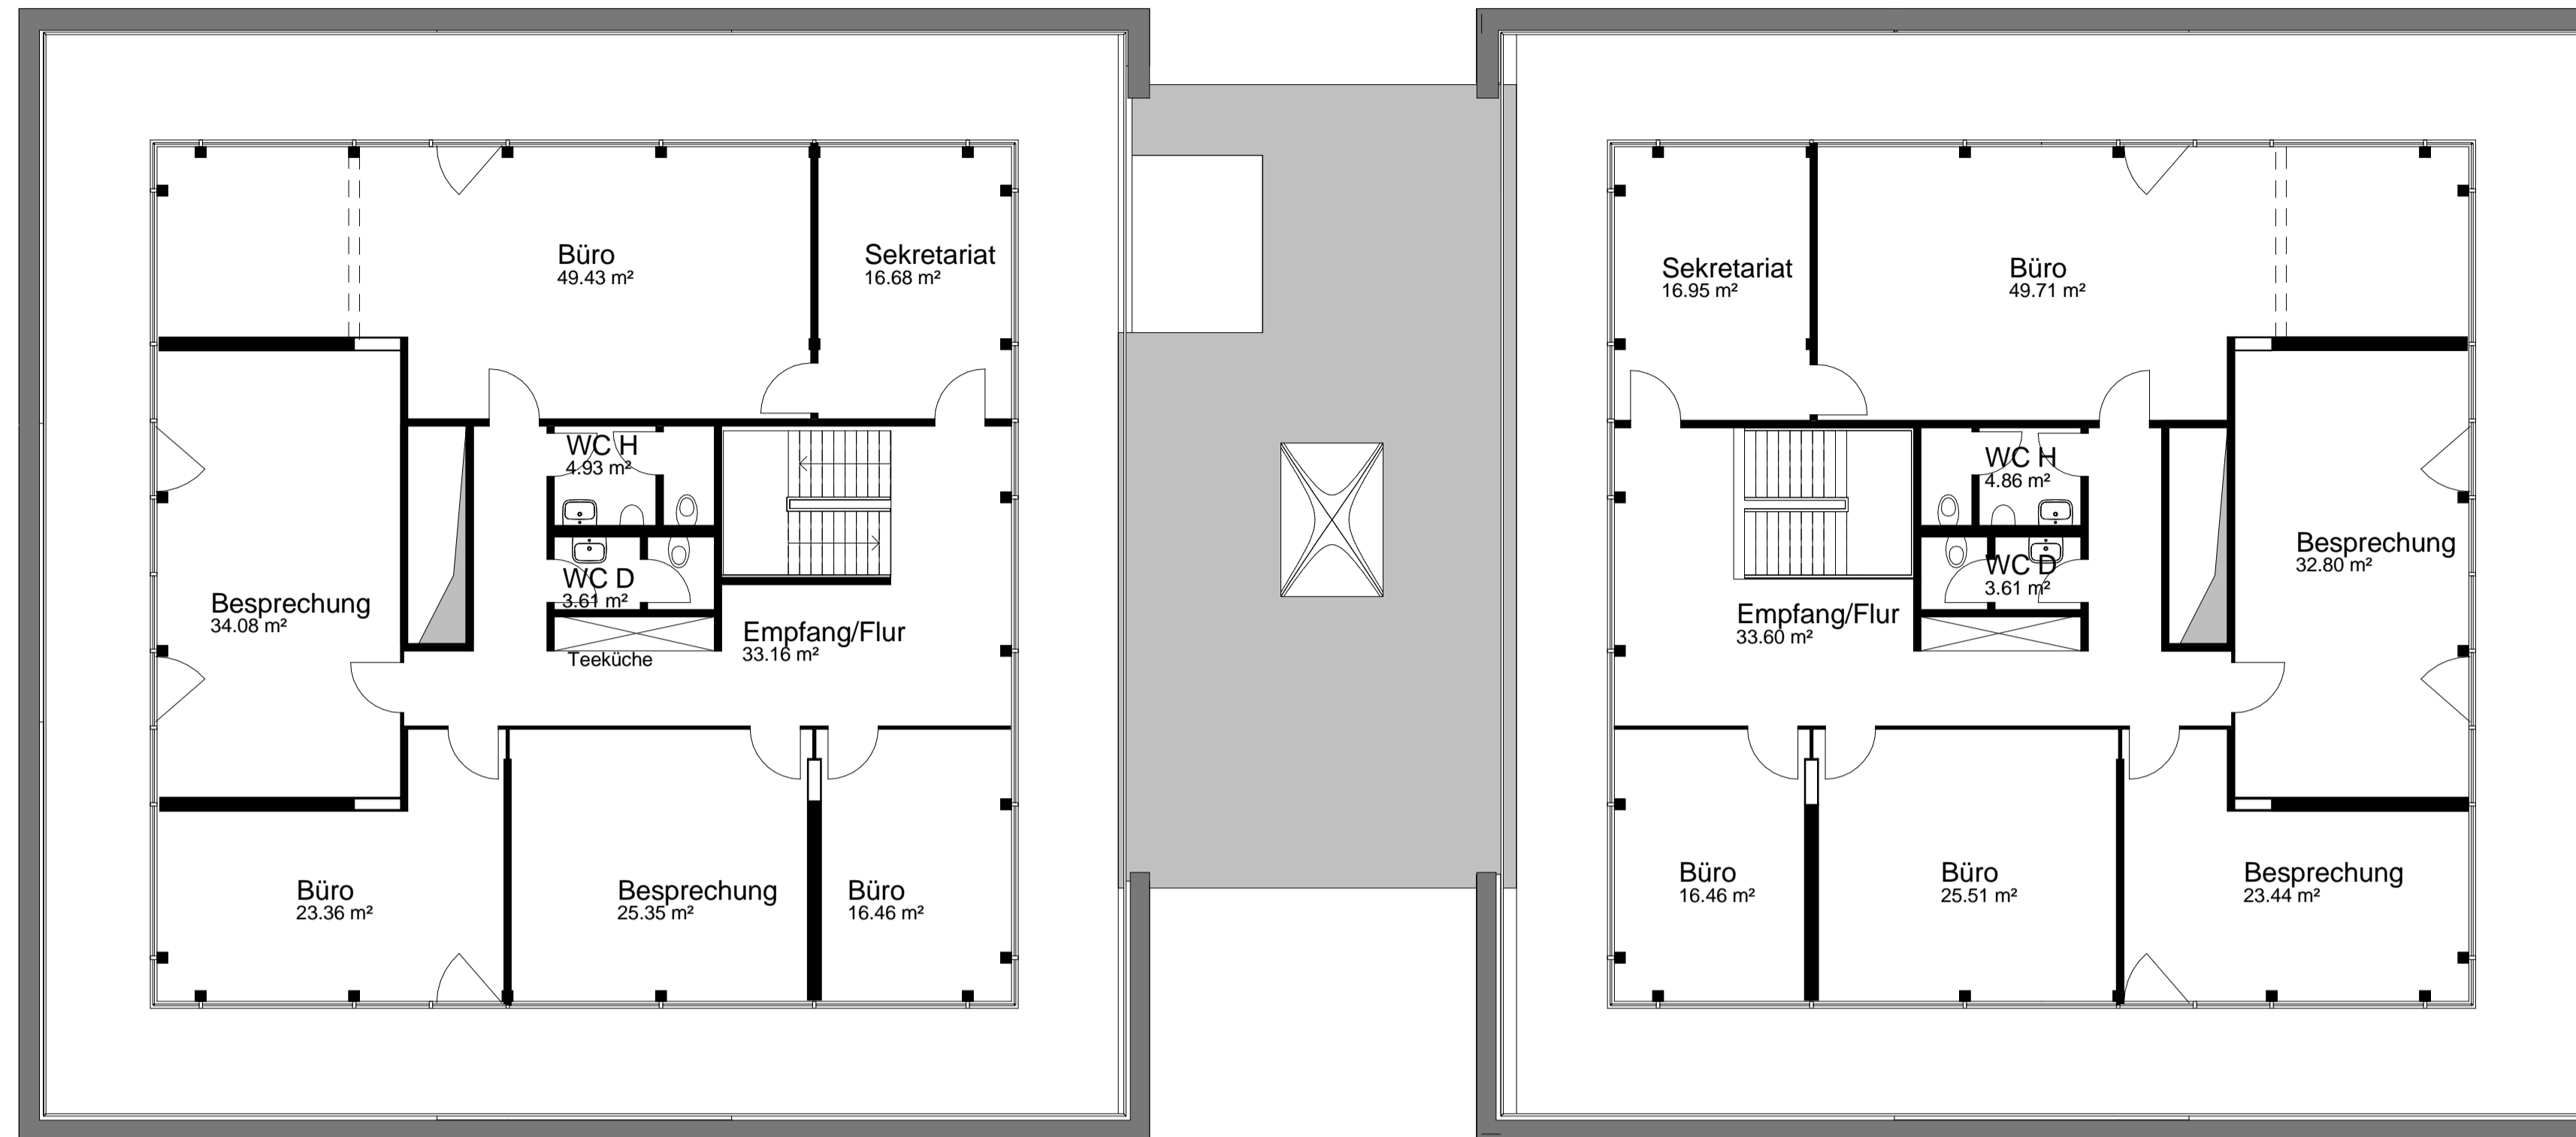 Büro
49.43 m²
Sekretariat
16.68 m²
WC H
4.93 m²
WC D
3.61 m²
Besprechung
34.08 m²
Teeküche
Empfang/Flur
33.16 m²
Büro
23.36 m²
Besprechung
25.35 m²
Büro
16.46 m²
Sekretariat
16.95 m²
Büro
49.71 m²
WC H
4.86 m²
WC D
3.61 m²
Besprechung
32.80 m²
Empfang/Flur
33.60 m²
Büro
16.46 m²
Büro
25.51 m²
Besprechung
23.44 m²